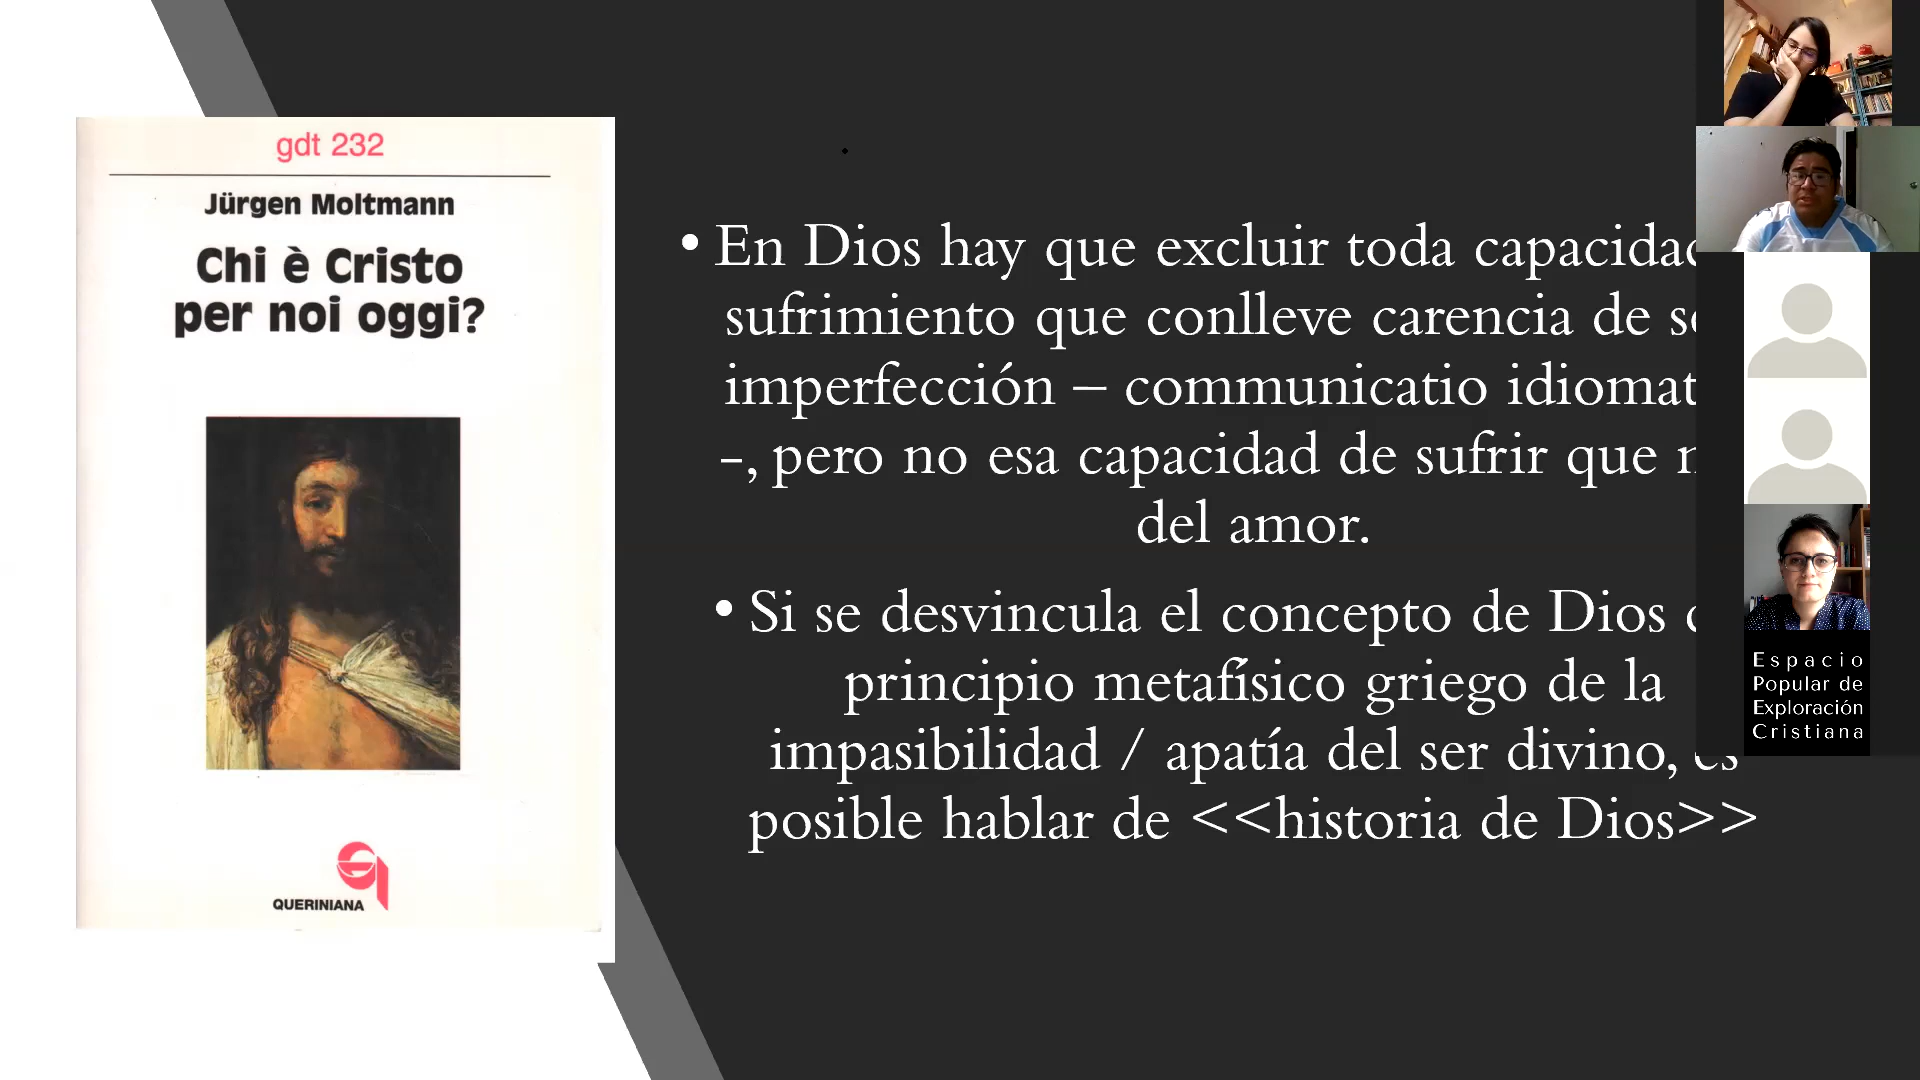 gdt 232
Jürgen Moltmann
Chi è Cristo
per noi oggi?
QUERINIANA
• En Dios hay que excluir toda
sufrimiento que conlleve carencia de
imperfección – communicatio
-, pero no esa capacidad de sufrir que
del amor.
• Si se desvincula el concepto de Dios
principio metafísico griego de la
impasibilidad / apatía del ser divino, es
posible hablar de <<historia de Dios>>
Espacio
Popular de
Exploración
Cristiana